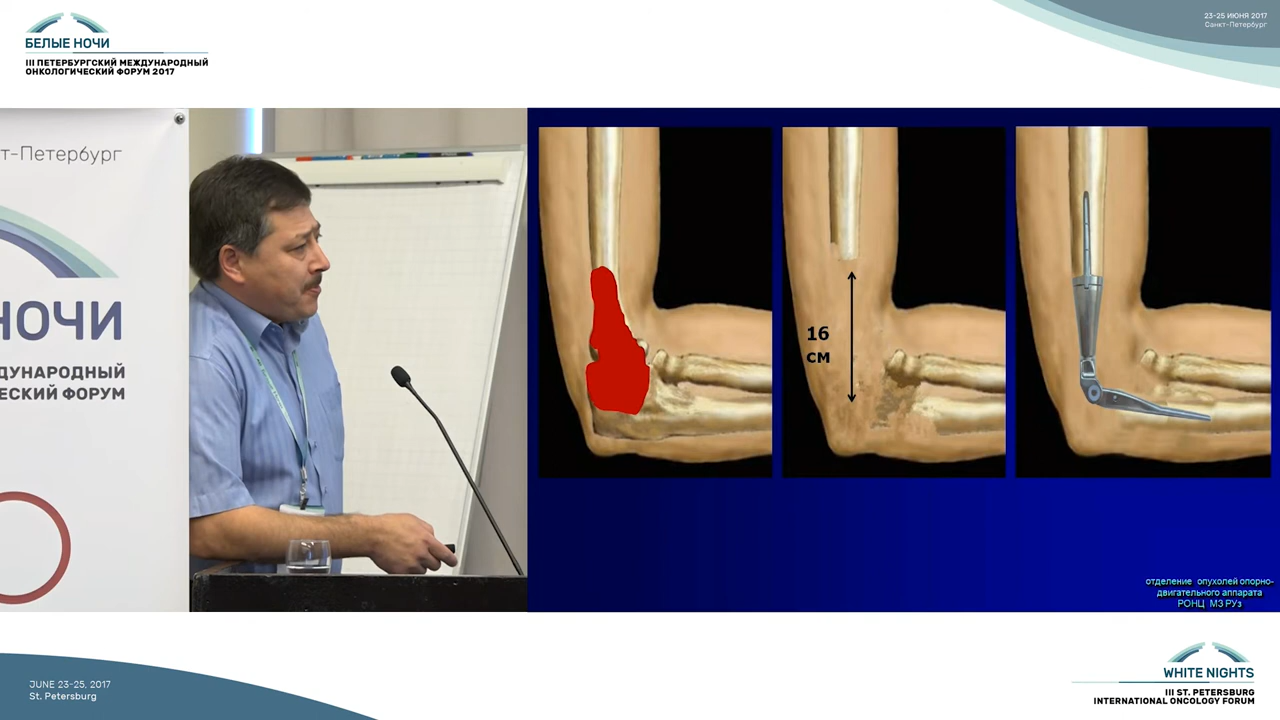 БЕЛЫЕ НОЧИ
III ПЕТЕРБУРГСКИЙ МЕЖДУНАРОДНЫЙ
ОНКОЛОГИЧЕСКИЙ ФОРУМ 2017
23-25 ИЮНЯ 2017
Санкт-Петербург
т-Петербург
НОЧИ
ДУНАРОДНЫЙ
ЕСКИЙ ФОРУМ
16
см
отделение опухолей опорно-
двигательного аппарата
РОНЦ МЗ РУз
JUNE 23-25, 2017
St. Petersburg
WHITE NIGHTS
III ST. PETERSBURG
INTERNATIONAL ONCOLOGY FORUM